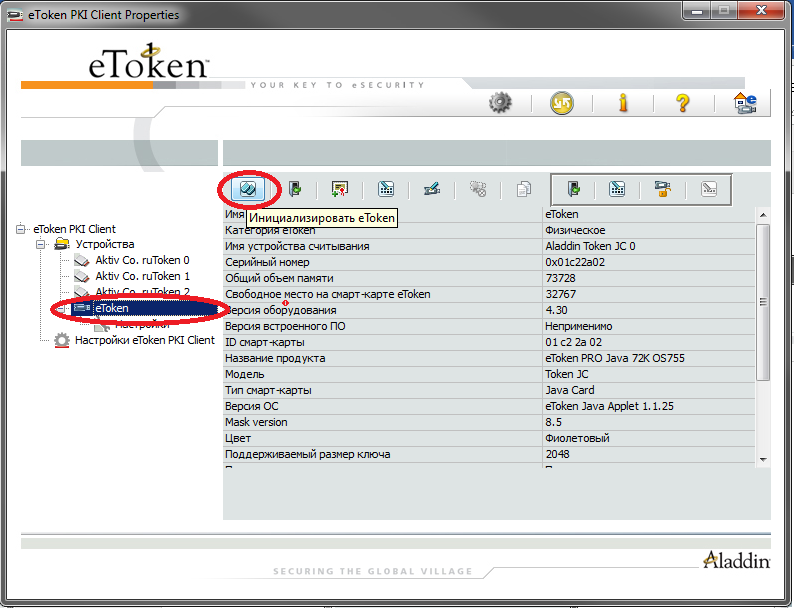 eToken PKI Client Properties
eToken
YOUR KEY TO eSECURITY
Инициализировать eToken
eToken PKI Client
Устройства
Aktiv Co. ruToken 0
Aktiv Co. ruToken 1
Aktiv Co. ruToken 2
eToken
Настройки
Настройки eToken PKI Client
Имя eToken
Категория eToken Физическое
Имя устройства считывания Aladdin Token JC 0
Серийный номер 0x01c22a02
Общий объем памяти 73728
Свободное место на смарт-карте eToken 32767
Версия оборудования 4.30
Версия встроенного ПО Неприменимо
ID смарт-карты 01 c2 2a 02
Название продукта eToken PRO Java 72K OS755
Модель Token JC
Тип смарт-карты Java Card
Версия ОС eToken Java Applet 1.1.25
Mask version 8.5
Цвет Фиолетовый
Поддерживаемый размер ключа 2048
Aladdin
SECURING THE GLOBAL VILLAGE